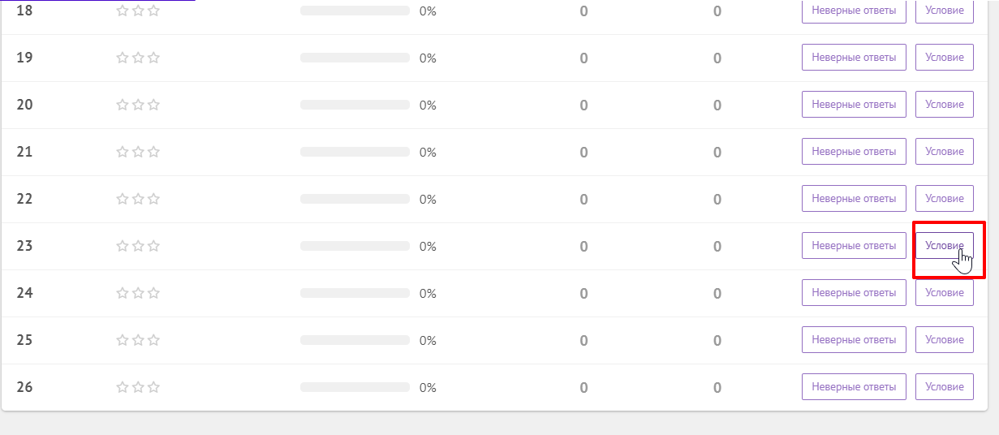 18 0% 0 0 Неверные ответы Условие
19 0% 0 0 Неверные ответы Условие
20 0% 0 0 Неверные ответы Условие
21 0% 0 0 Неверные ответы Условие
22 0% 0 0 Неверные ответы Условие
23 0% 0 0 Неверные ответы Условие
24 0% 0 0 Неверные ответы Условие
25 0% 0 0 Неверные ответы Условие
26 0% 0 0 Неверные ответы Условие